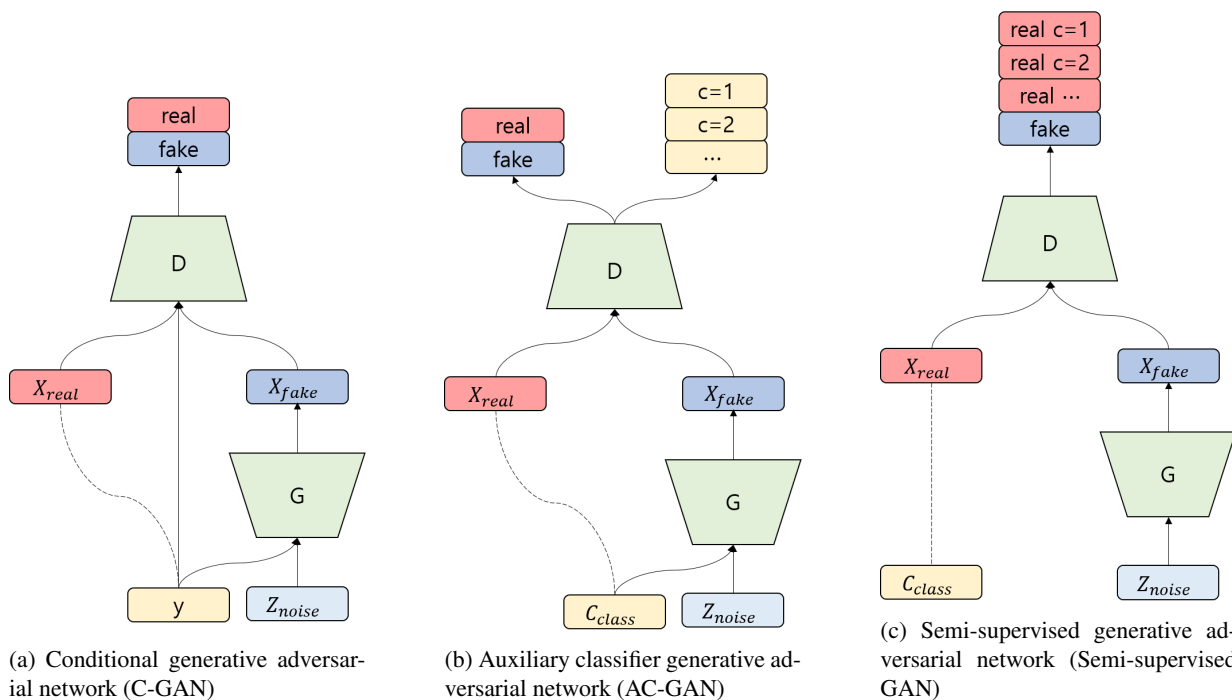 real
fake
D
X_real
X_fake
G
y
Z_noise
(a) Conditional generative adversar-
ial network (C-GAN)
real
fake
c=1
c=2
...
D
X_real
X_fake
G
C_class
Z_noise
(b) Auxiliary classifier generative ad-
versarial network (AC-GAN)
real c=1
real c=2
real ...
fake
D
X_real
X_fake
G
C_class
Z_noise
(c) Semi-supervised generative ad-
versarial network (Semi-supervised
GAN)